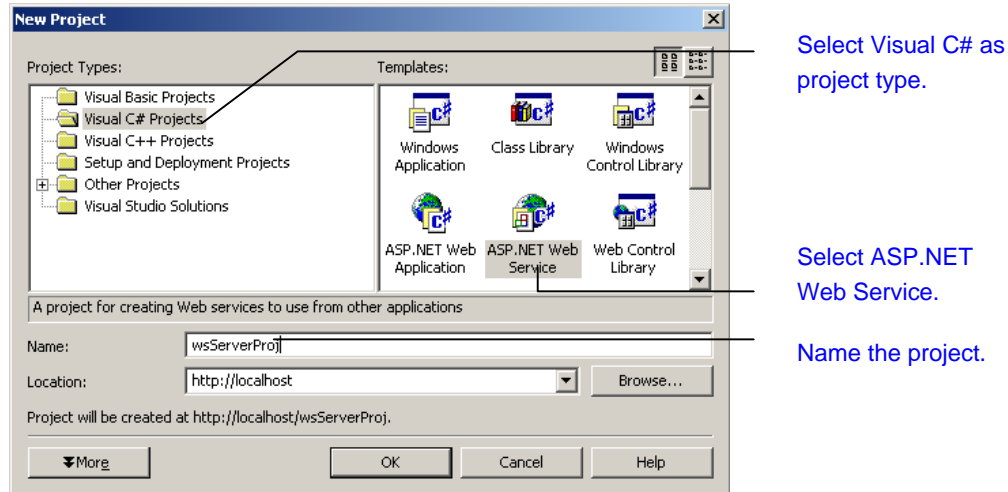 New Project
Project Types:
Templates:
Visual Basic Projects
Visual C# Projects
Visual C++ Projects
Setup and Deployment Projects
Other Projects
Visual Studio Solutions
Windows
Application
Class Library
Windows
Control Library
ASP.NET Web
Application
ASP.NET Web
Service
Web Control
Library
A project for creating Web services to use from other applications
Name:
wsServerProj
Location:
http://localhost
Browse...
Project will be created at http://localhost/wsServerProj.
More
OK
Cancel
Help
Select Visual C# as
project type.
Select ASP.NET
Web Service.
Name the project.